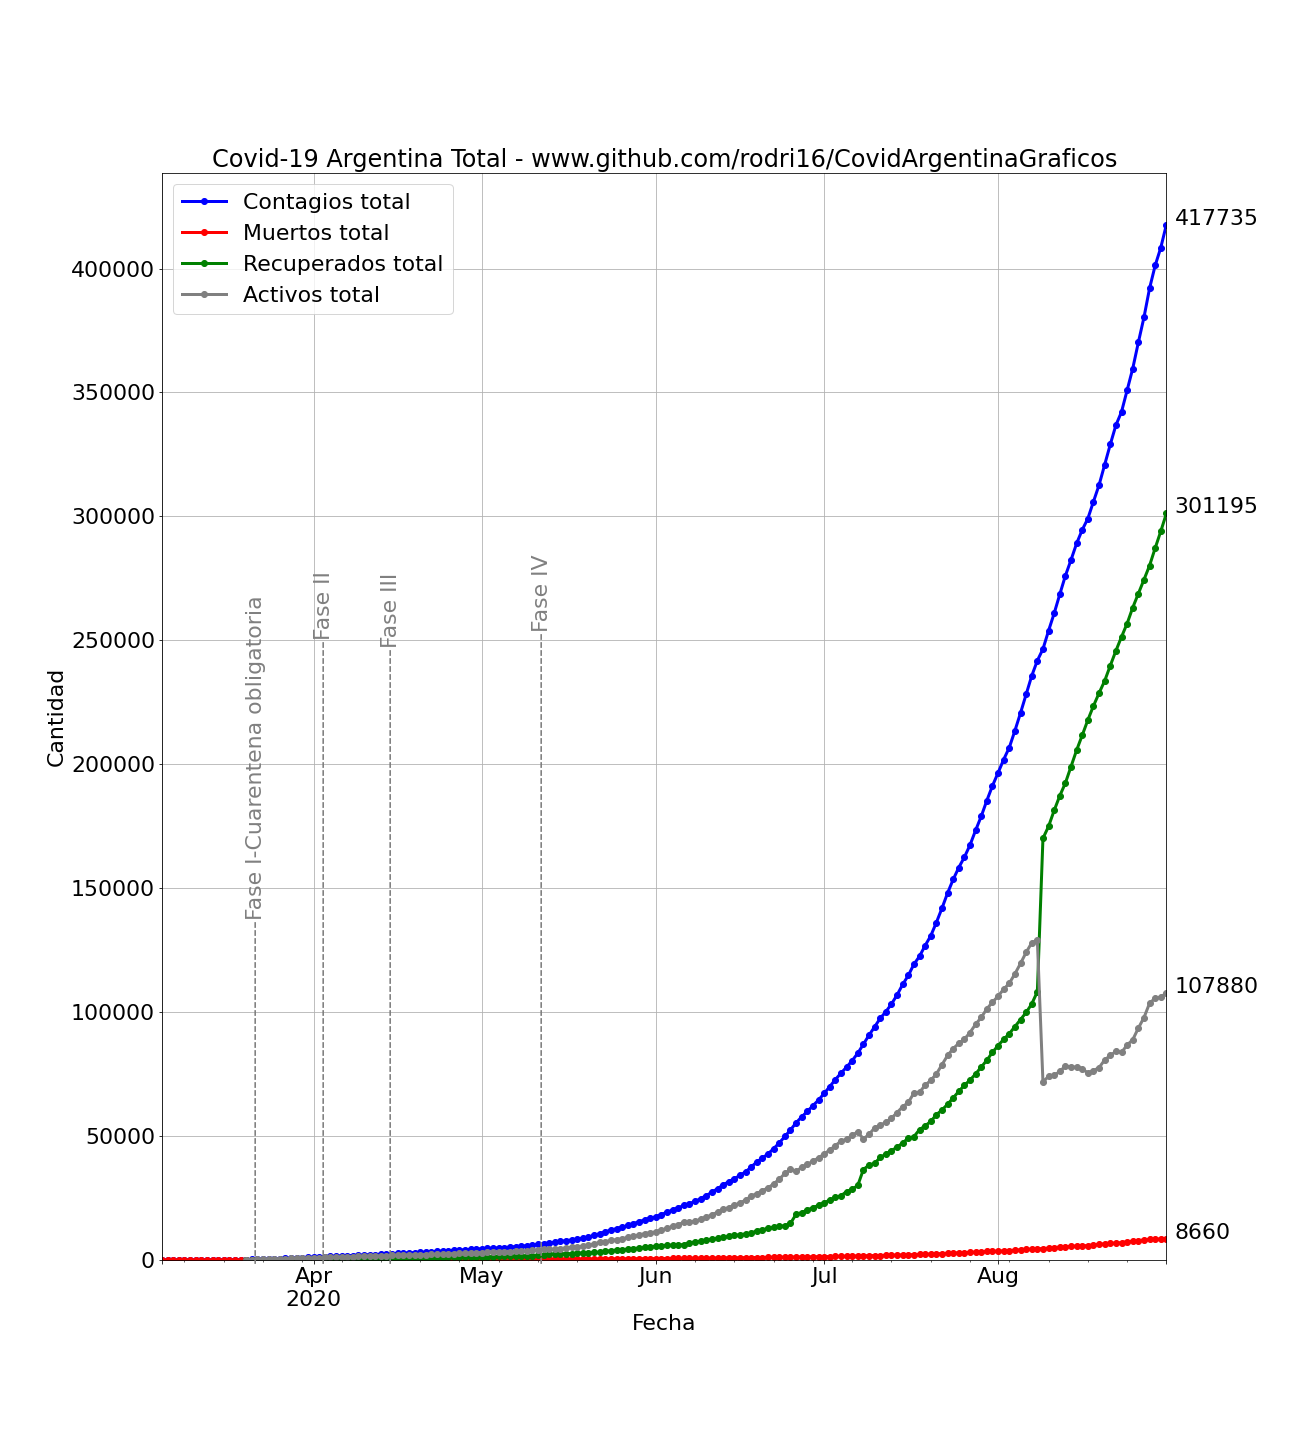 Covid-19 Argentina Total - www.github.com/rodri16/CovidArgentinaGraficos
Contagios total
Muertos total
Recuperados total
Activos total
417735
301195
107880
8660
400000
350000
300000
250000
200000
150000
100000
50000
0
Cantidad
Fase I-Cuarentena obligatoria
Fase II
Fase III
Fase IV
Apr
2020
May
Jun
Jul
Aug
Fecha